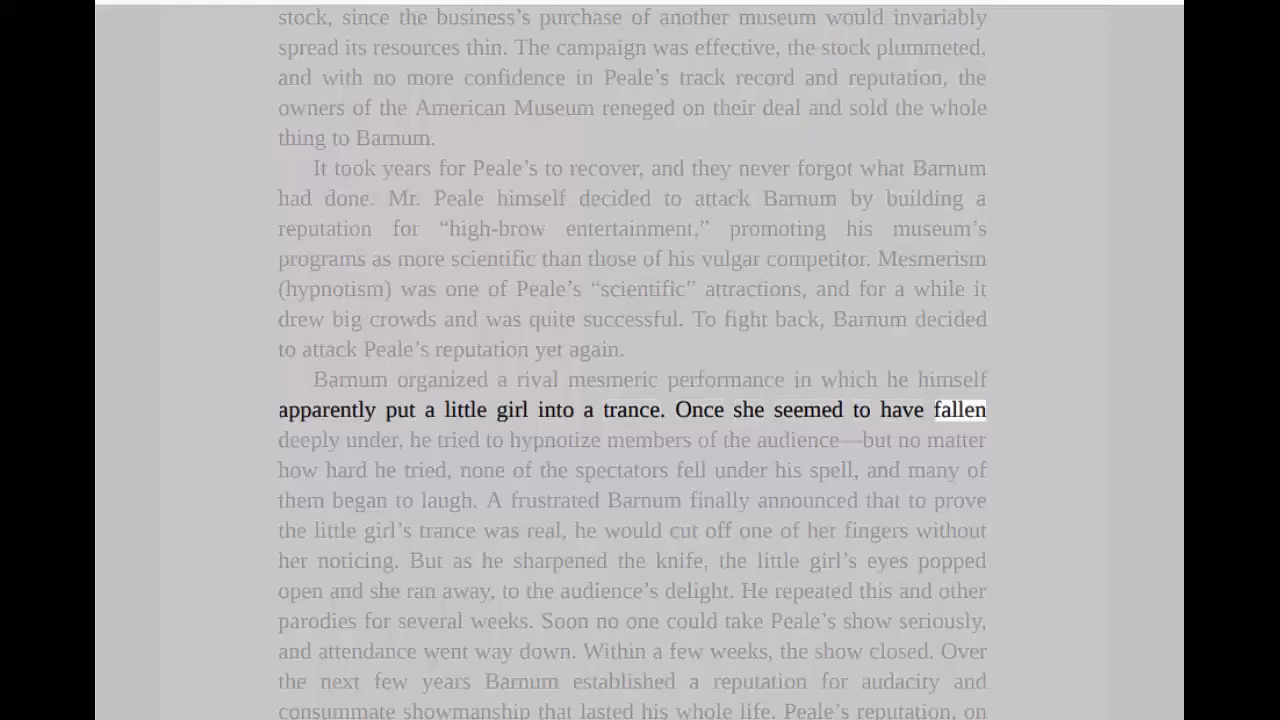 stock, since the business’s purchase of another museum would invariably
spread its resources thin. The campaign was effective, the stock plummeted,
and with no more confidence in Peale’s track record and reputation, the
owners of the American Museum reneged on their deal and sold the whole
thing to Barnum.
It took years for Peale’s to recover, and they never forgot what Barnum
had done. Mr. Peale himself decided to attack Barnum by building a
reputation for “high-brow entertainment,” promoting his museum’s
programs as more scientific than those of his vulgar competitor. Mesmerism
(hypnotism) was one of Peale’s “scientific” attractions, and for a while it
drew big crowds and was quite successful. To fight back, Barnum decided
to attack Peale’s reputation yet again.
Barnum organized a rival mesmeric performance in which he himself
apparently put a little girl into a trance. Once she seemed to have fallen
deeply under, he tried to hypnotize members of the audience—but no matter
how hard he tried, none of the spectators fell under his spell, and many of
them began to laugh. A frustrated Barnum finally announced that to prove
the little girl’s trance was real, he would cut off one of her fingers without
her noticing. But as he sharpened the knife, the little girl’s eyes popped
open and she ran away, to the audience’s delight. He repeated this and other
parodies for several weeks. Soon no one could take Peale’s show seriously,
and attendance went way down. Within a few weeks, the show closed. Over
the next few years Barnum established a reputation for audacity and
consummate showmanship that lasted his whole life. Peale’s reputation, on